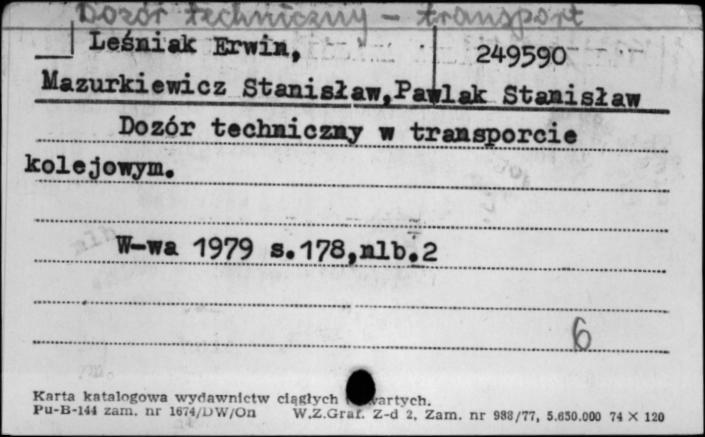 Dozór techniczny - transport
Leśniak Erwin, 249590
Mazurkiewicz Stanisław, Pawlak Stanisław
Dozór techniczny w transporcie
kolejowym.
W-wa 1979 s.178,nlb.2
6
Karta katalogowa wydawnictw ciągłych
Pu-B-144 zam. nr 1674/DW/On W.Z.Graf. Z-d 2, Zam. nr 988/77, 5.650.000 74 X 120